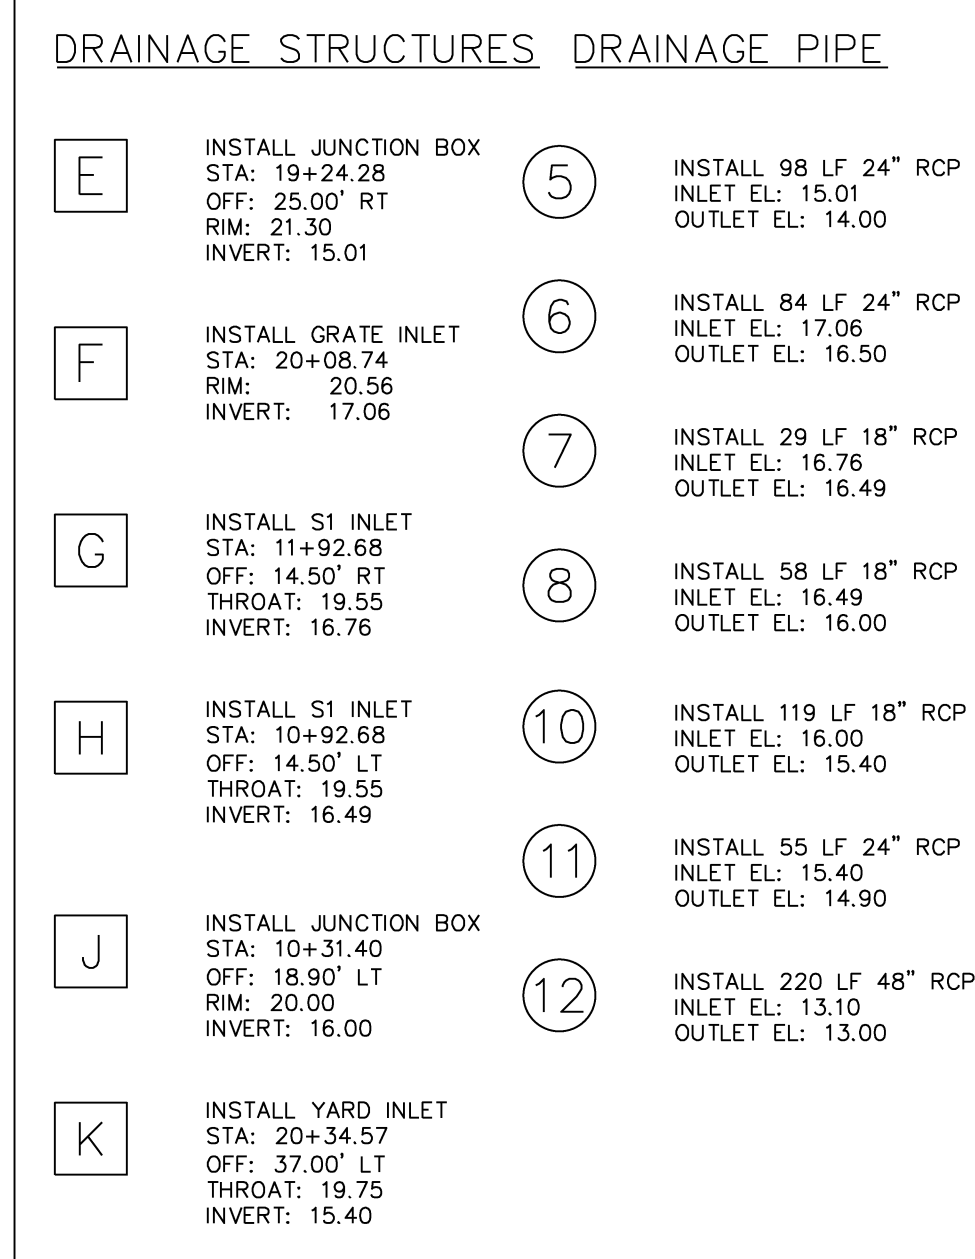 DRAINAGE STRUCTURES
E
INSTALL JUNCTION BOX
STA: 19+24.28
OFF: 25.00' RT
RIM: 21.30
INVERT: 15.01
F
INSTALL GRATE INLET
STA: 20+08.74
RIM: 20.56
INVERT: 17.06
G
INSTALL S1 INLET
STA: 11+92.68
OFF: 14.50' RT
THROAT: 19.55
INVERT: 16.76
H
INSTALL S1 INLET
STA: 10+92.68
OFF: 14.50' LT
THROAT: 19.55
INVERT: 16.49
J
INSTALL JUNCTION BOX
STA: 10+31.40
OFF: 18.90' LT
RIM: 20.00
INVERT: 16.00
K
INSTALL YARD INLET
STA: 20+34.57
OFF: 37.00' LT
THROAT: 19.75
INVERT: 15.40
DRAINAGE PIPE
5
INSTALL 98 LF 24" RCP
INLET EL: 15.01
OUTLET EL: 14.00
6
INSTALL 84 LF 24" RCP
INLET EL: 17.06
OUTLET EL: 16.50
7
INSTALL 29 LF 18" RCP
INLET EL: 16.76
OUTLET EL: 16.49
8
INSTALL 58 LF 18" RCP
INLET EL: 16.49
OUTLET EL: 16.00
10
INSTALL 119 LF 18" RCP
INLET EL: 16.00
OUTLET EL: 15.40
11
INSTALL 55 LF 24" RCP
INLET EL: 15.40
OUTLET EL: 14.90
12
INSTALL 220 LF 48" RCP
INLET EL: 13.10
OUTLET EL: 13.00